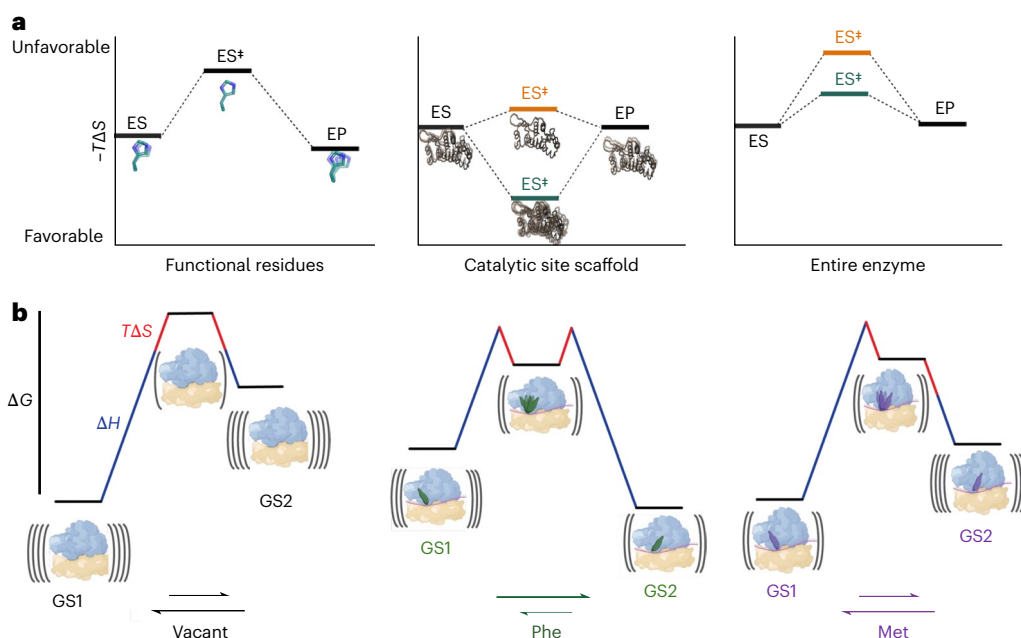 a
Unfavorable
–TΔS
Favorable
ES
ES‡
EP
Functional residues
ES
ES‡
ES‡
EP
Catalytic site scaffold
ES
ES‡
ES‡
EP
Entire enzyme
b
ΔG
TΔS
ΔH
GS1
GS2
Vacant
GS1
GS2
Phe
GS1
GS2
Met